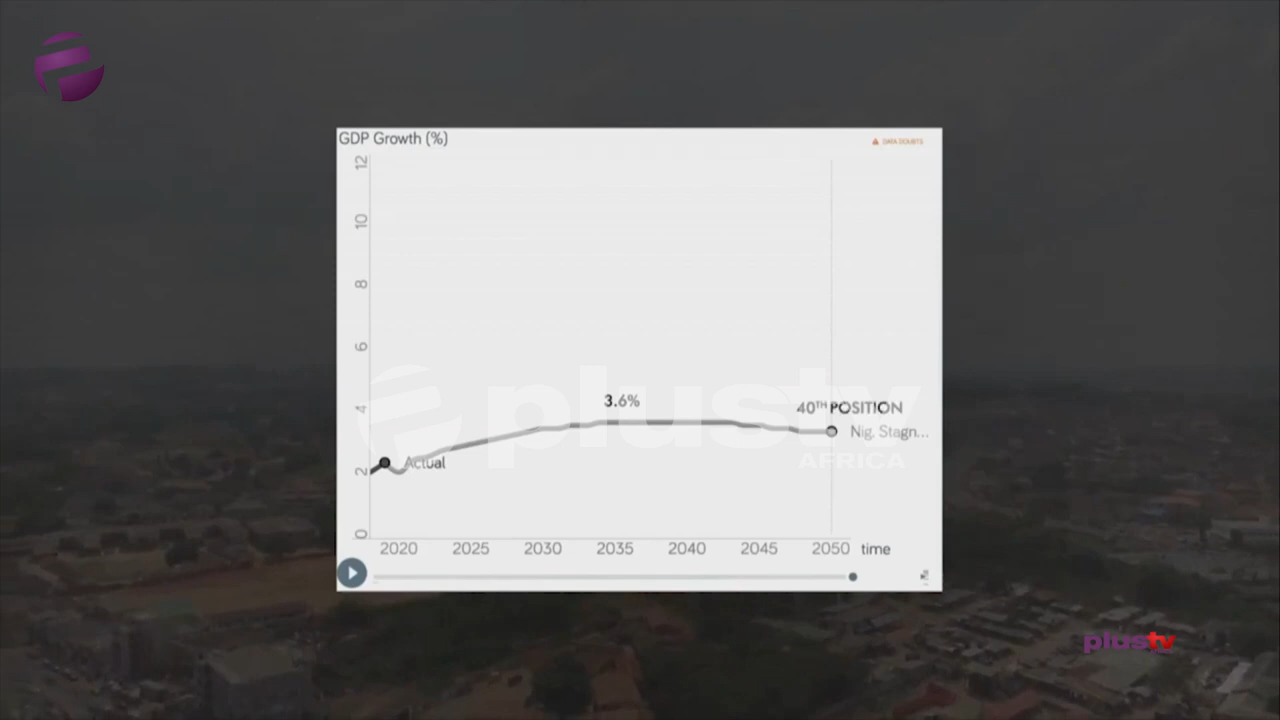 GDP Growth (%)
DATA DOUBTS
12
10
8
6
4
2
0
3.6%
40TH POSITION
Nig. Stagn...
Actual
plustv
AFRICA
2020 2025 2030 2035 2040 2045 2050 time
plustv